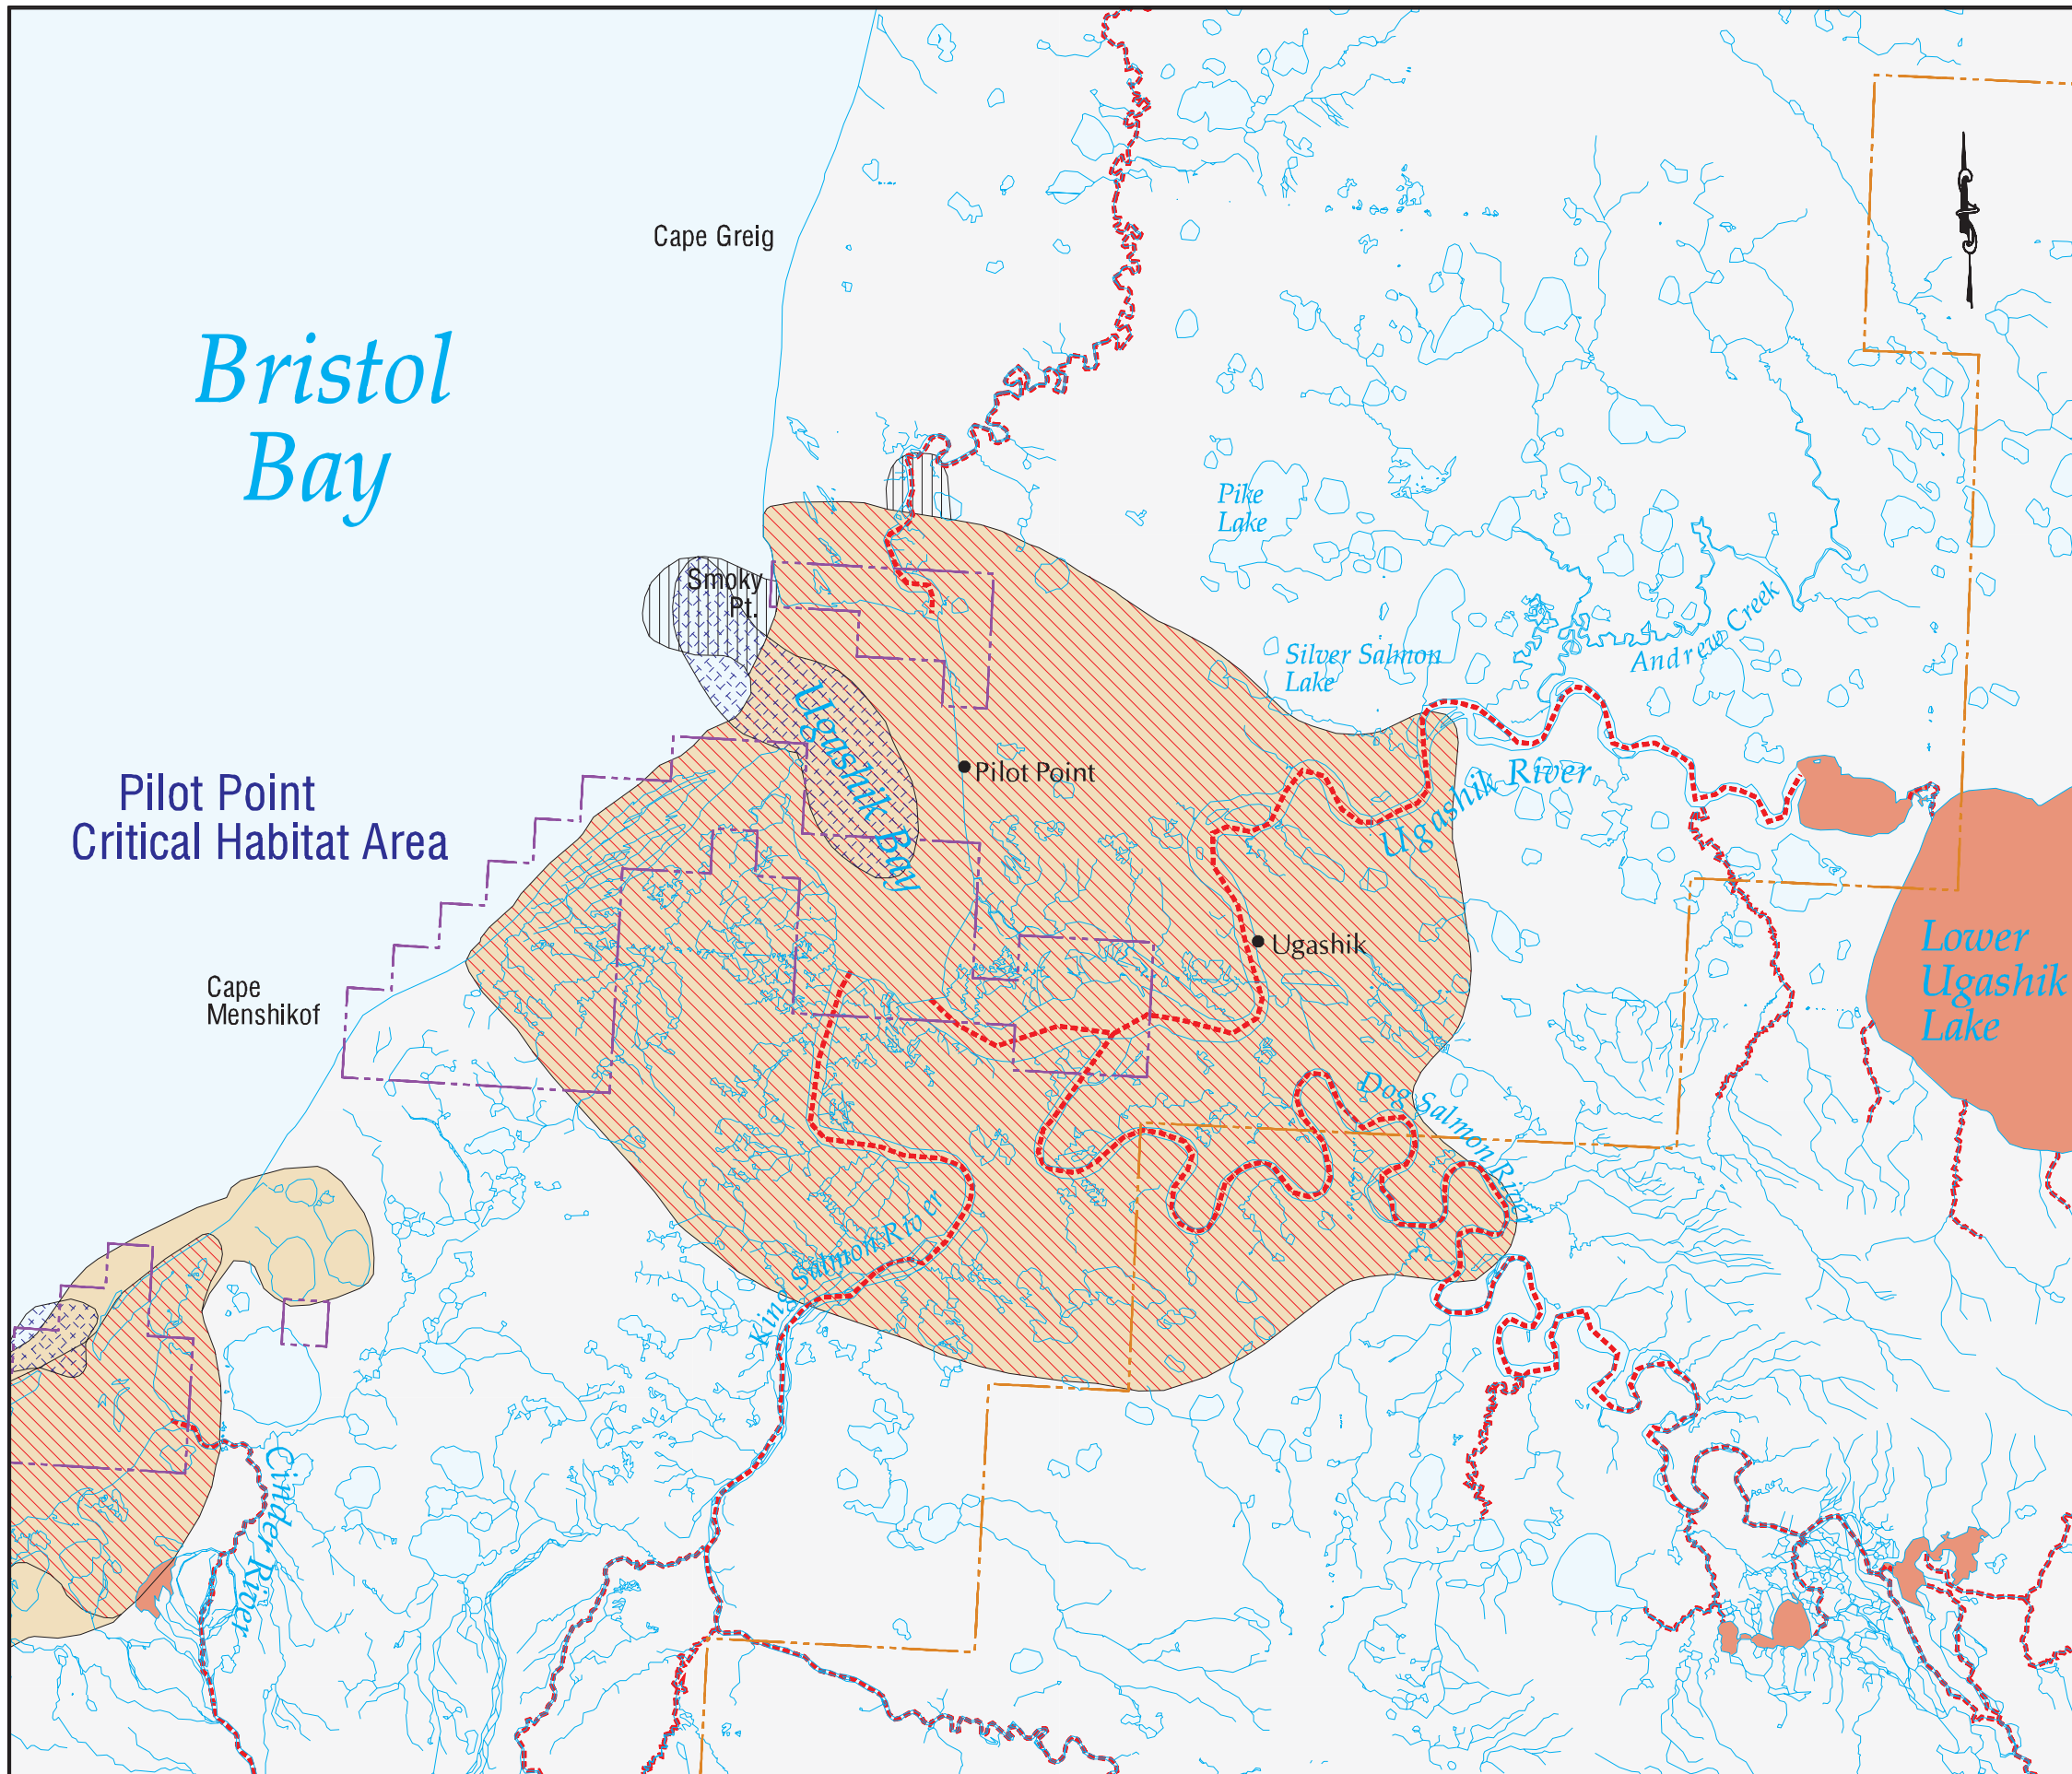 Cape Greig
Bristol
Bay
Pike
Lake
Smoky
Pt.
Silver Salmon
Lake
Andrew Creek
Ugashik Bay
Pilot Point
Ugashik River
Pilot Point
Critical Habitat Area
Ugashik
Lower
Ugashik
Lake
Cape
Menshikof
Dog Salmon River
King Salmon River
Cinder River